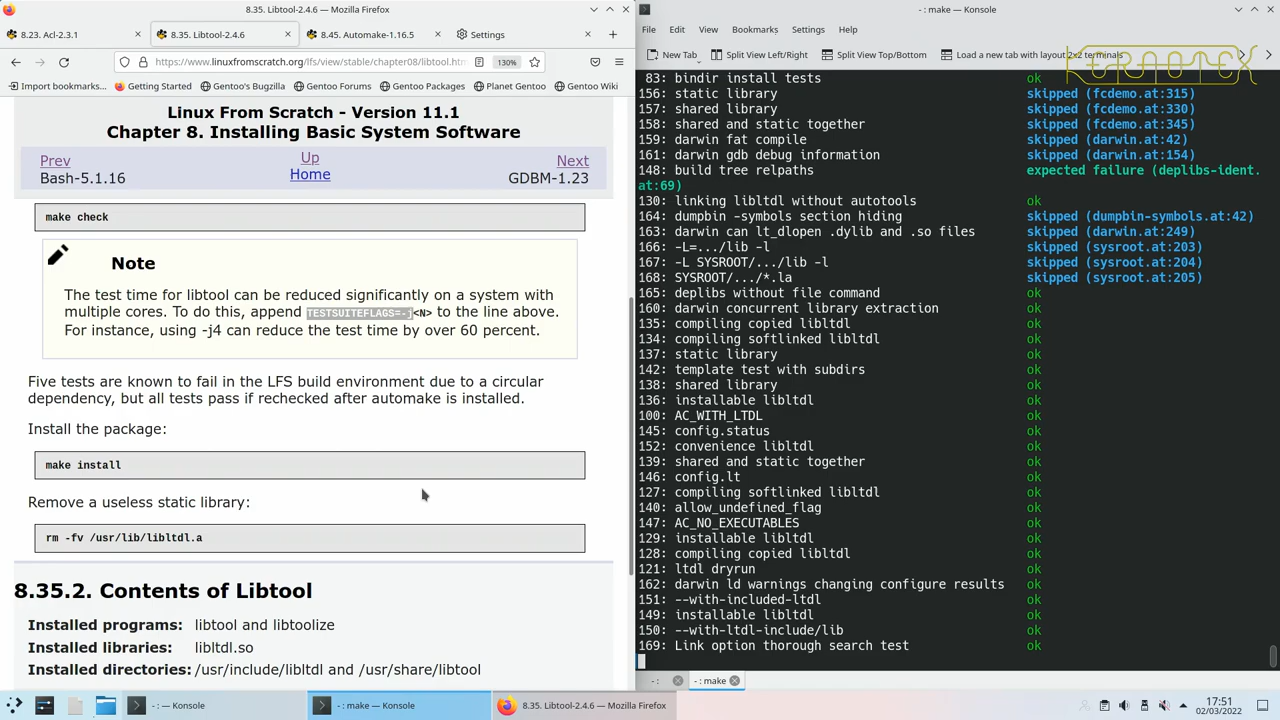 8.35. Libtool-2.4.6 — Mozilla Firefox
8.23. Acl-2.3.1
8.35. Libtool-2.4.6
8.45. Automake-1.16.5
Settings
https://www.linuxfromscratch.org/lfs/view/stable/
130%
Import bookmarks...
Getting Started
Gentoo's Bugzilla
Gentoo Forums
Gentoo Packages
Planet Gentoo
Gentoo Wiki
Linux From Scratch - Version 11.1
Chapter 8. Installing Basic System Software
Prev Up Next
Bash-5.1.16 Home GDBM-1.23
make check
Note
The test time for libtool can be reduced significantly on a system with
multiple cores. To do this, append TESTSUITEFLAGS=-j<N> to the line above.
For instance, using -j4 can reduce the test time by over 60 percent.
Five tests are known to fail in the LFS build environment due to a circular
dependency, but all tests pass if rechecked after automake is installed.
Install the package:
make install
Remove a useless static library:
rm -fv /usr/lib/libltdl.a
8.35.2. Contents of Libtool
Installed programs: libtool and libtoolize
Installed libraries: libltdl.so
Installed directories: /usr/include/libltdl and /usr/share/libtool
- : make — Konsole
File Edit View Bookmarks Settings Help
New Tab Split View Left/Right Split View Top/Bottom Load a new tab with layout 2x2 terminals
KERNOTEX
83: bindir install tests ok
156: static library skipped (fcdemo.at:315)
157: shared library skipped (fcdemo.at:330)
158: shared and static together skipped (fcdemo.at:345)
159: darwin fat compile skipped (darwin.at:42)
161: darwin gdb debug information skipped (darwin.at:154)
148: build tree relpaths expected failure (deplibs-ident.
at:69)
130: linking libltdl without autotools ok
164: dumpbin -symbols section hiding skipped (dumpbin-symbols.at:42)
163: darwin can lt_dlopen .dylib and .so files skipped (darwin.at:249)
166: -L=.../lib -l skipped (sysroot.at:203)
167: -L SYSROOT/.../lib -l skipped (sysroot.at:204)
168: SYSROOT/.../*.la skipped (sysroot.at:205)
165: deplibs without file command ok
160: darwin concurrent library extraction ok
135: compiling copied libltdl ok
134: compiling softlinked libltdl ok
137: static library ok
142: template test with subdirs ok
138: shared library ok
136: installable libltdl ok
100: AC_WITH_LTDL ok
145: config.status ok
152: convenience libltdl ok
139: shared and static together ok
146: config.lt ok
127: compiling softlinked libltdl ok
140: allow_undefined_flag ok
147: AC_NO_EXECUTABLES ok
129: installable libltdl ok
128: compiling copied libltdl ok
121: ltdl dryrun ok
162: darwin ld warnings changing configure results ok
151: --with-included-ltdl ok
149: installable libltdl ok
150: --with-ltdl-include/lib ok
169: Link option thorough search test ok
- :
- : make
- : — Konsole
- : make — Konsole
8.35. Libtool-2.4.6 — Mozilla Firefox
17:51
02/03/2022